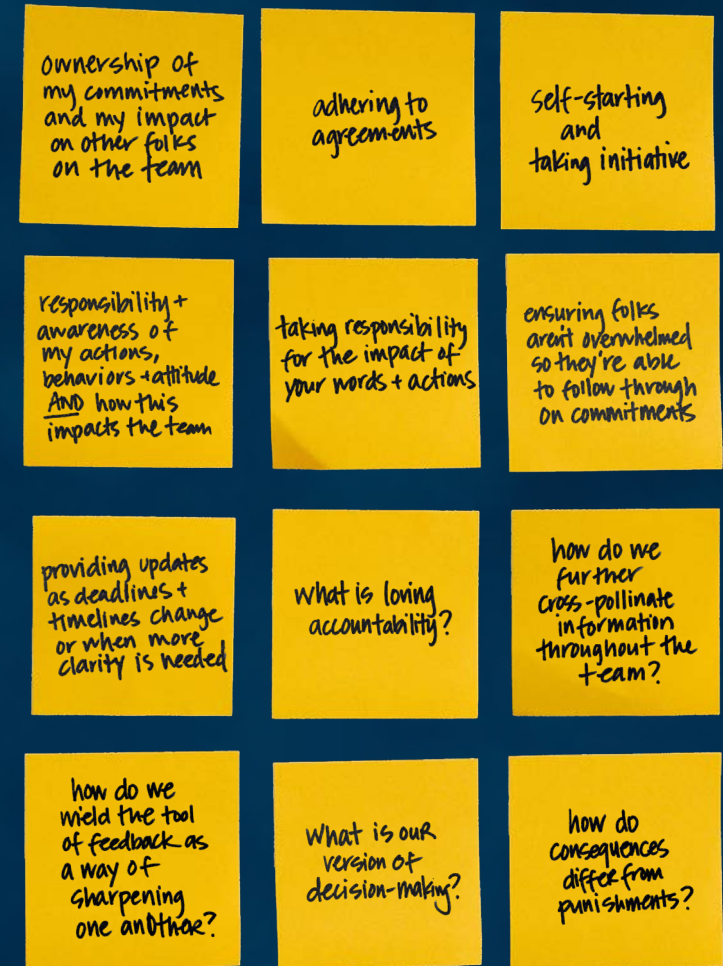 ownership of
my commitments
and my impact
on other folks
on the team
adhering to
agreements
self-starting
and
taking initiative
responsibility +
awareness of
my actions,
behaviors + attitude
AND how this
impacts the team
taking responsibility
for the impact of
your words + actions
ensuring folks
aren't overwhelmed
so they're able
to follow through
on commitments
providing updates
as deadlines +
timelines change
or when more
clarity is needed
what is loving
accountability?
how do we
further
cross-pollinate
information
throughout the
team?
how do we
wield the tool
of feedback as
a way of
sharpening
one another?
what is our
version of
decision-making?
how do
consequences
differ from
punishments?